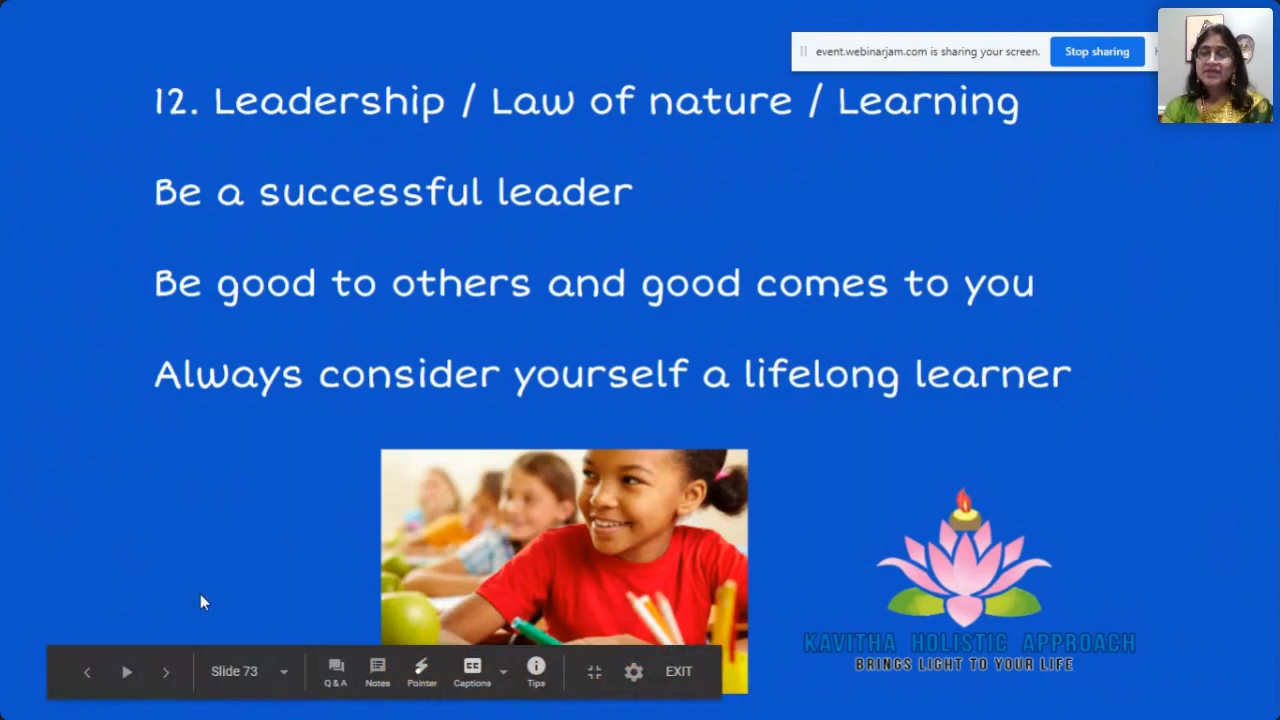 event.webinarjam.com is sharing your screen.
Stop sharing
12. Leadership / Law of nature / Learning
Be a successful leader
Be good to others and good comes to you
Always consider yourself a lifelong learner
KAVITHA HOLISTIC APPROACH
BRINGS LIGHT TO YOUR LIFE
Slide 73
Q & A
Notes
Pointer
Captions
Tips
EXIT